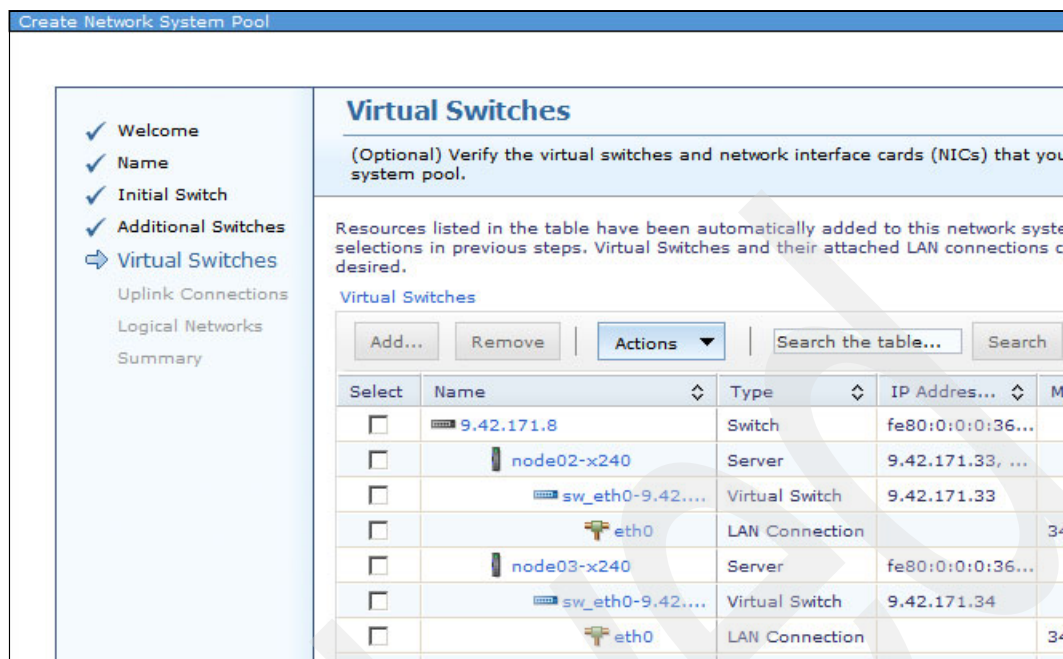 Create Network System Pool
Welcome
Name
Initial Switch
Additional Switches
Virtual Switches
Uplink Connections
Logical Networks
Summary
Virtual Switches
(Optional) Verify the virtual switches and network interface cards (NICs) that you
system pool.
Resources listed in the table have been automatically added to this network syste
selections in previous steps. Virtual Switches and their attached LAN connections c
desired.
Virtual Switches
Add... Remove Actions Search the table... Search
Select Name Type IP Addres... M
9.42.171.8 Switch fe80:0:0:0:36...
node02-x240 Server 9.42.171.33, ...
sw_eth0-9.42.... Virtual Switch 9.42.171.33
eth0 LAN Connection 34
node03-x240 Server fe80:0:0:0:36...
sw_eth0-9.42.... Virtual Switch 9.42.171.34
eth0 LAN Connection 34